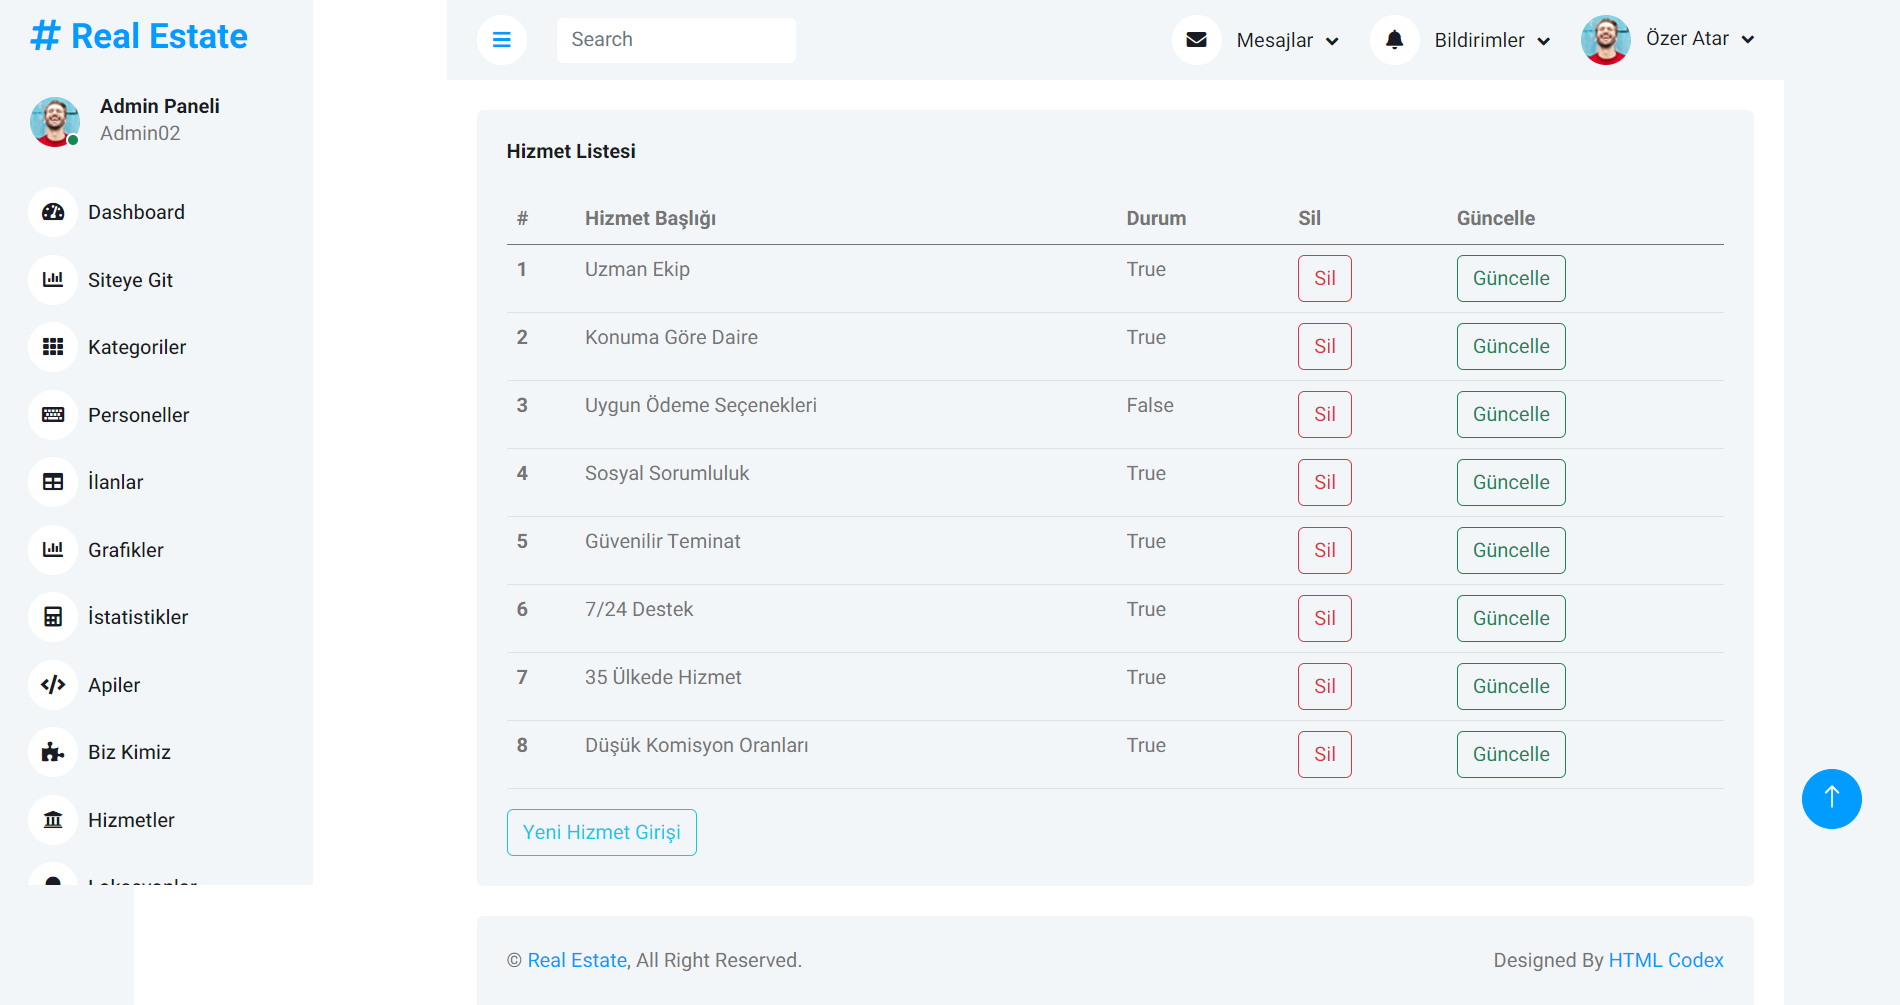 # Real Estate
Admin Paneli
Admin02
Dashboard
Siteye Git
Kategoriler
Personeller
İlanlar
Grafikler
İstatistikler
Apiler
Biz Kimiz
Hizmetler
Search
Mesajlar
Bildirimler
Özer Atar
Hizmet Listesi
# Hizmet Başlığı Durum Sil Güncelle
1 Uzman Ekip True Sil Güncelle
2 Konuma Göre Daire True Sil Güncelle
3 Uygun Ödeme Seçenekleri False Sil Güncelle
4 Sosyal Sorumluluk True Sil Güncelle
5 Güvenilir Teminat True Sil Güncelle
6 7/24 Destek True Sil Güncelle
7 35 Ülkede Hizmet True Sil Güncelle
8 Düşük Komisyon Oranları True Sil Güncelle
Yeni Hizmet Girişi
© Real Estate, All Right Reserved.
Designed By HTML Codex